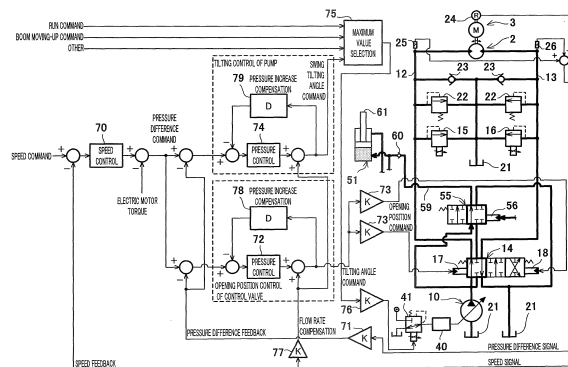 RUN COMMAND
BOOM MOVING-UP COMMAND
OTHER
75
MAXIMUM
VALUE
SELECTION
24
R
M
3
2
25
26
TILTING CONTROL OF PUMP
SWING
TILTING
ANGLE
COMMAND
79
PRESSURE INCREASE
COMPENSATION
D
23
23
12
13
61
22
22
PRESSURE
DIFFERENCE
COMMAND
70
74
15
16
60
SPEED COMMAND
SPEED
CONTROL
PRESSURE
CONTROL
51
21
ELECTRIC MOTOR
TORQUE
78
PRESSURE INCREASE
COMPENSATION
D
73
K
59
55
56
OPENING
POSITION
COMMAND
73
K
72
14
PRESSURE
CONTROL
17
18
OPENING POSITION CONTROL
OF CONTROL VALVE
TILTING ANGLE
COMMAND
K
76
41
10
21
21
FLOW RATE
COMPENSATION
71
K
40
PRESSURE DIFFERENCE FEEDBACK
77
K
PRESSURE DIFFERENCE SIGNAL
SPEED FEEDBACK
SPEED SIGNAL